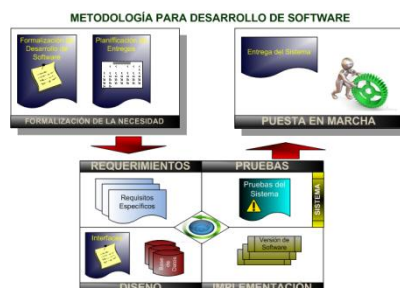 METODOLOGÍA PARA DESARROLLO DE SOFTWARE
Formalización de
Desarrollo de
Software
Planificación de
Entregas
FORMALIZACIÓN DE LA NECESIDAD
Entrega del Sistema
PUESTA EN MARCHA
REQUERIMIENTOS
Requisitos
Específicos
PRUEBAS
Pruebas del
Sistema
SISTEMA
Interfaces
DISEÑO
Versión de
Software
IMPLEMENTACIÓN